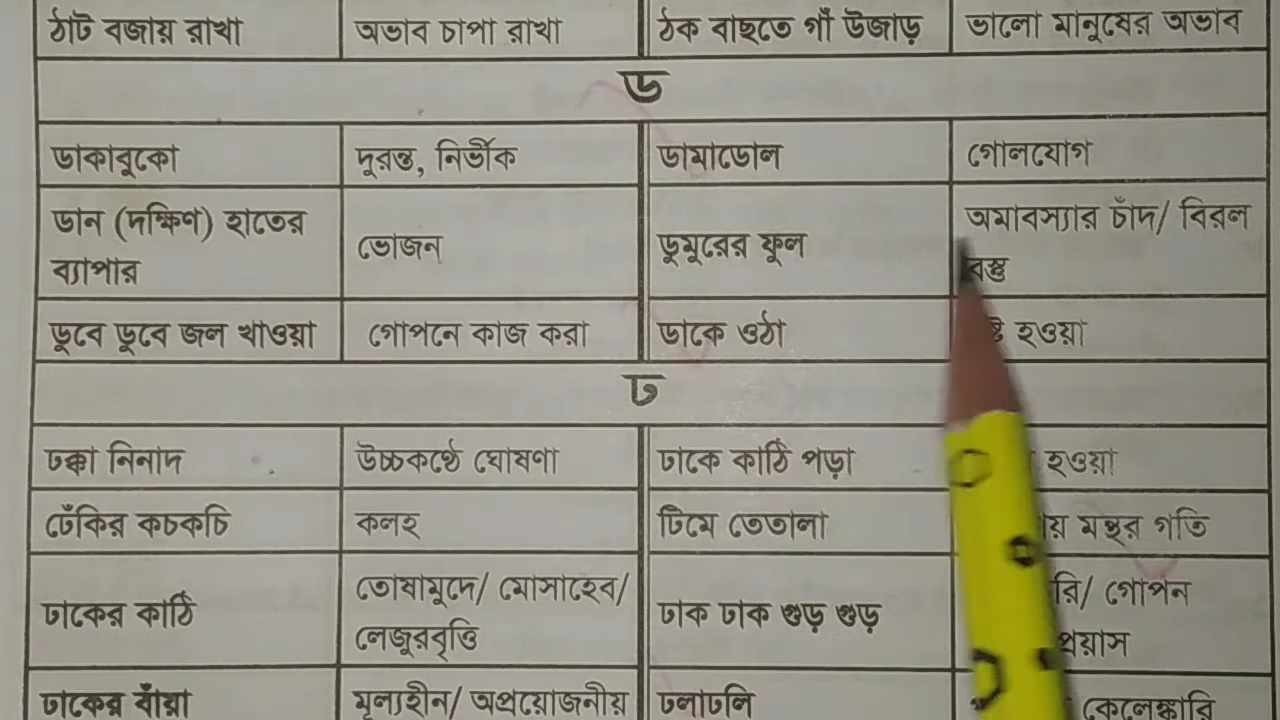 ঠাট বজায় রাখা অভাব চাপা রাখা ঠক বাছতে গাঁ উজাড় ভালো মানুষের অভাব
ড
ডাকাবুকো দুরন্ত, নির্ভীক ডামাডোল গোলযোগ
ডান (দক্ষিণ) হাতের ব্যাপার ভোজন ডুমুরের ফুল অমাবস্যার চাঁদ/ বিরল বস্তু
ডুবে ডুবে জল খাওয়া গোপনে কাজ করা ডাকে ওঠা হওয়া
ঢ
ঢক্কা নিনাদ উচ্চকণ্ঠে ঘোষণা ঢাকে কাঠি পড়া হওয়া
ঢেঁকির কচকচি কলহ ঢিমে তেতালা মন্থর গতি
ঢাকের কাঠি তোষামুদে/ মোসাহেব/ লেজুরবৃত্তি ঢাক ঢাক গুড় গুড় গোপন
ঢাকের বাঁয়া মূল্যহীন/ অপ্রয়োজনীয় ঢলাঢলি কেলেঙ্কারি